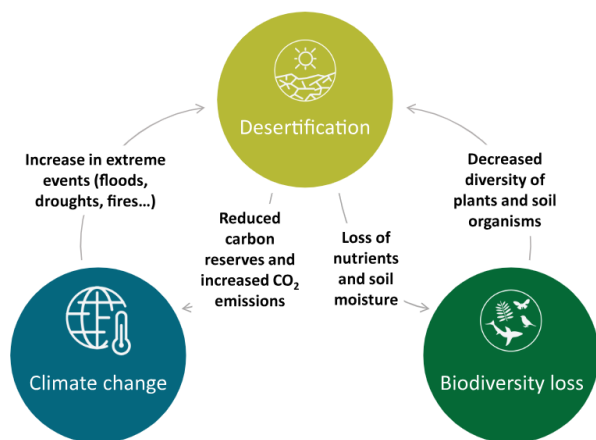 Desertification
Increase in extreme
events (floods,
droughts, fires...)
Decreased
diversity of
plants and soil
organisms
Reduced
carbon
reserves and
increased CO₂
emissions
Loss of
nutrients
and soil
moisture
Climate change
Biodiversity loss